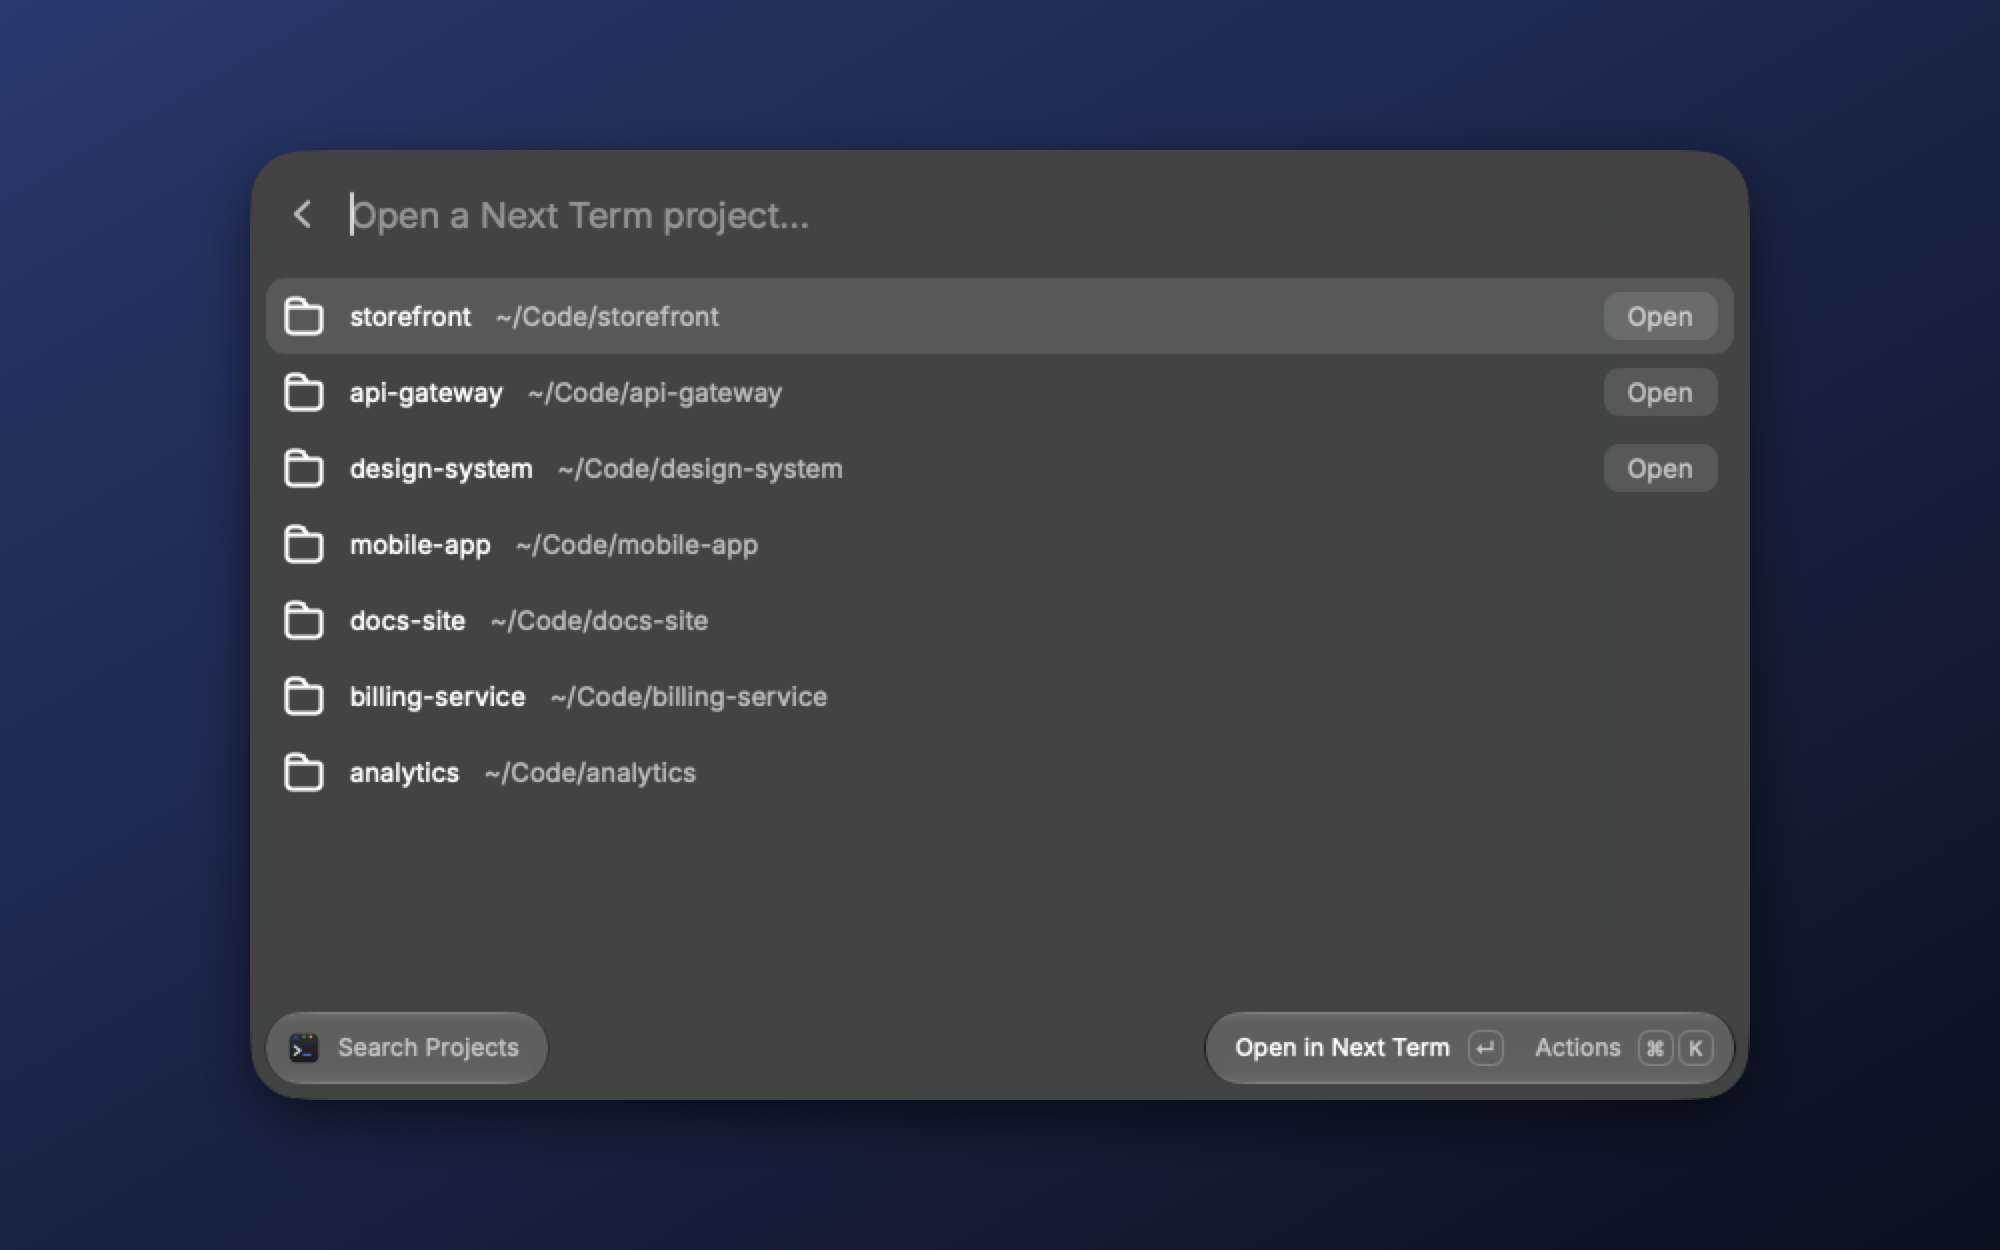 Open a Next Term project...
storefront ~/Code/storefront Open
api-gateway ~/Code/api-gateway Open
design-system ~/Code/design-system Open
mobile-app ~/Code/mobile-app
docs-site ~/Code/docs-site
billing-service ~/Code/billing-service
analytics ~/Code/analytics
Search Projects Open in Next Term ↵ Actions ⌘ K